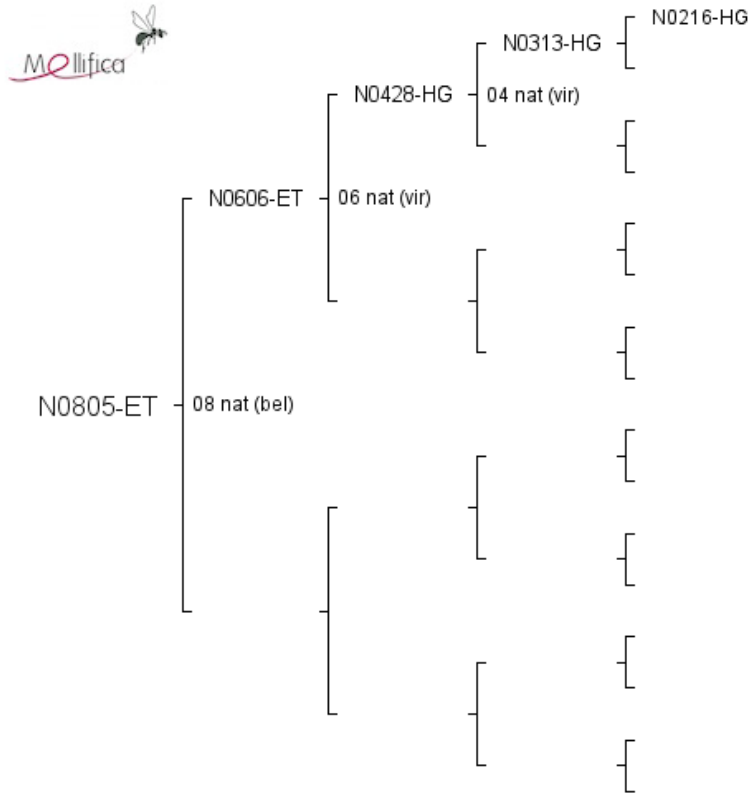 Mellifica
N0216-HG
N0313-HG
N0428-HG
04 nat (vir)
N0606-ET
06 nat (vir)
N0805-ET
08 nat (bel)